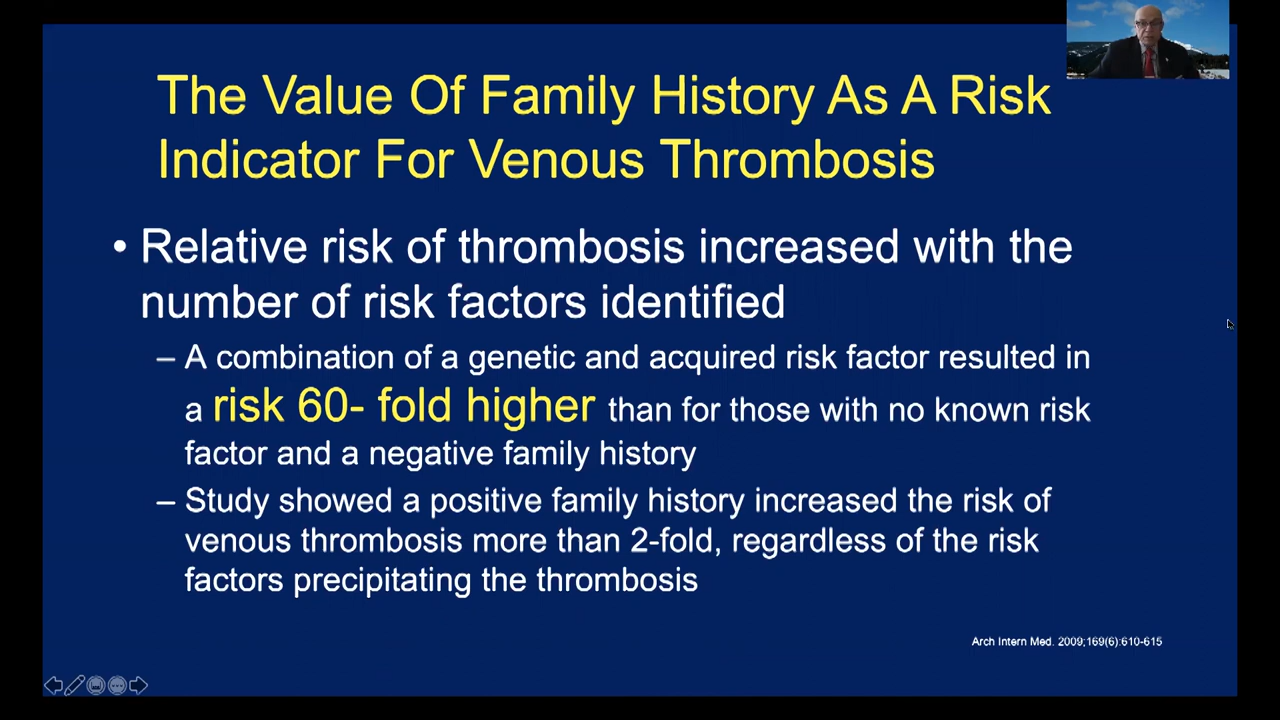 The Value Of Family History As A Risk
Indicator For Venous Thrombosis
• Relative risk of thrombosis increased with the
number of risk factors identified
– A combination of a genetic and acquired risk factor resulted in
a risk 60- fold higher than for those with no known risk
factor and a negative family history
– Study showed a positive family history increased the risk of
venous thrombosis more than 2-fold, regardless of the risk
factors precipitating the thrombosis
Arch Intern Med. 2009;169(6):610-615